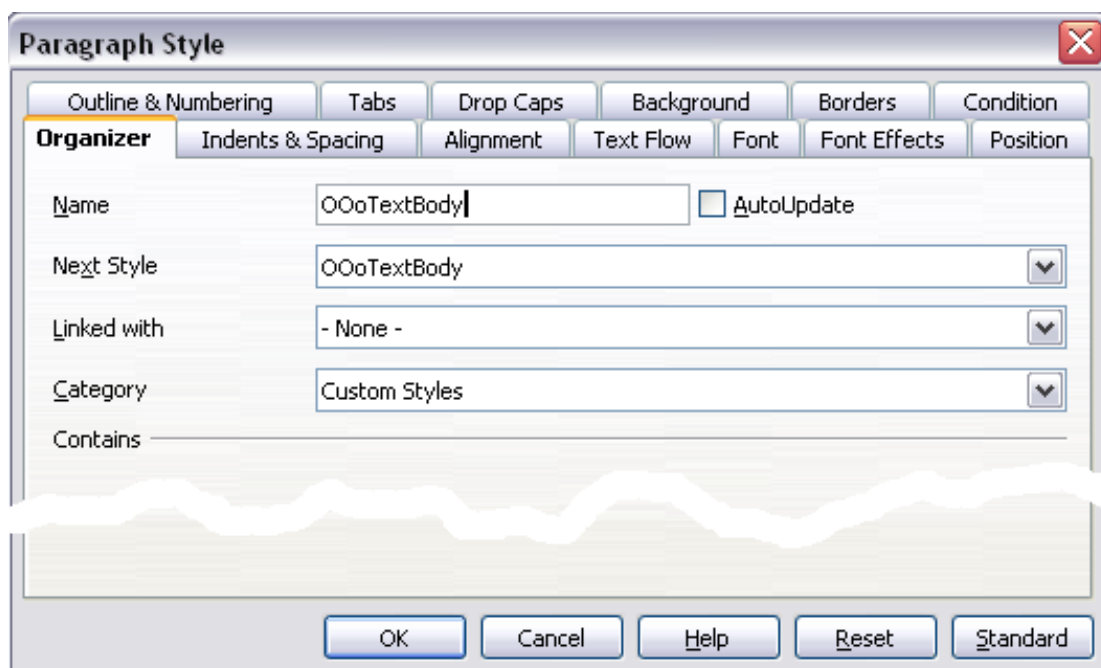 Paragraph Style
Outline & Numbering Tabs Drop Caps Background Borders Condition
Organizer Indents & Spacing Alignment Text Flow Font Font Effects Position
Name OOoTextBody AutoUpdate
Next Style OOoTextBody
Linked with - None -
Category Custom Styles
Contains
OK Cancel Help Reset Standard